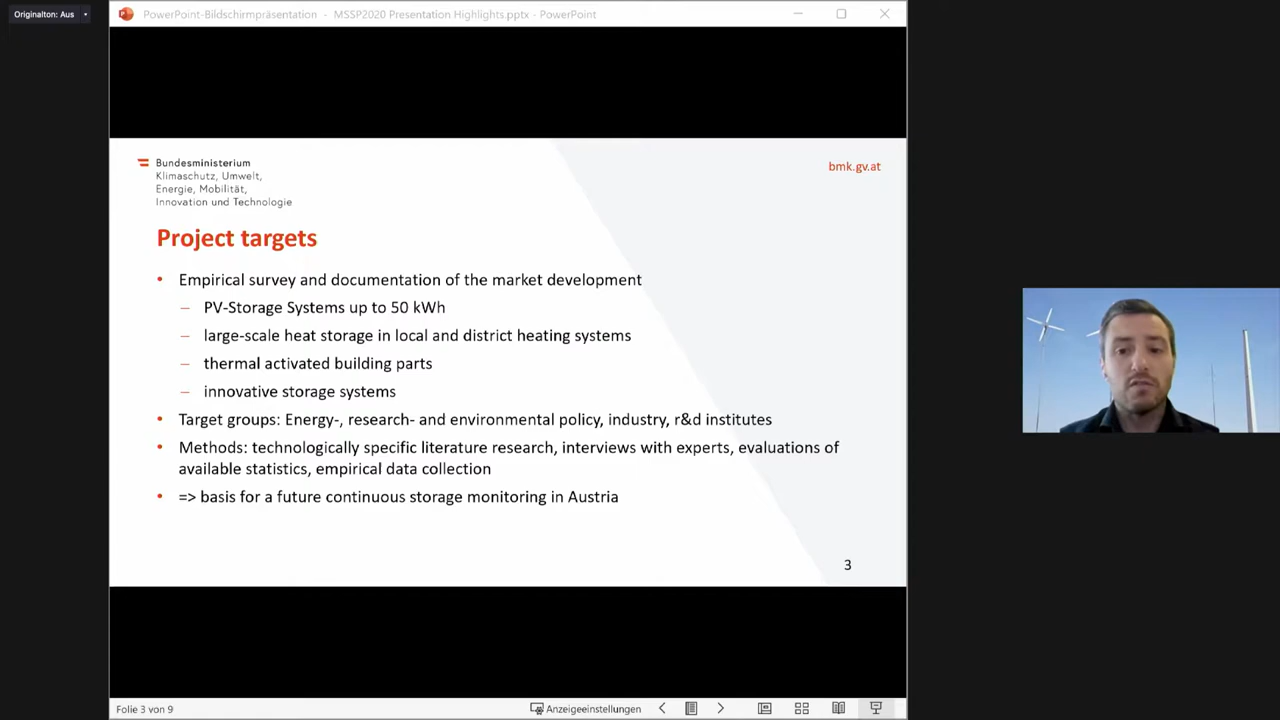 Originalton: Aus
PowerPoint-Bildschirmpräsentation - MSSP2020 Presentation Highlights.pptx - PowerPoint
Bundesministerium
Klimaschutz, Umwelt,
Energie, Mobilität,
Innovation und Technologie
bmk.gv.at
Project targets
• Empirical survey and documentation of the market development
– PV-Storage Systems up to 50 kWh
– large-scale heat storage in local and district heating systems
– thermal activated building parts
– innovative storage systems
• Target groups: Energy-, research- and environmental policy, industry, r&d institutes
• Methods: technologically specific literature research, interviews with experts, evaluations of
available statistics, empirical data collection
• => basis for a future continuous storage monitoring in Austria
3
Folie 3 von 9
Anzeigeeinstellungen